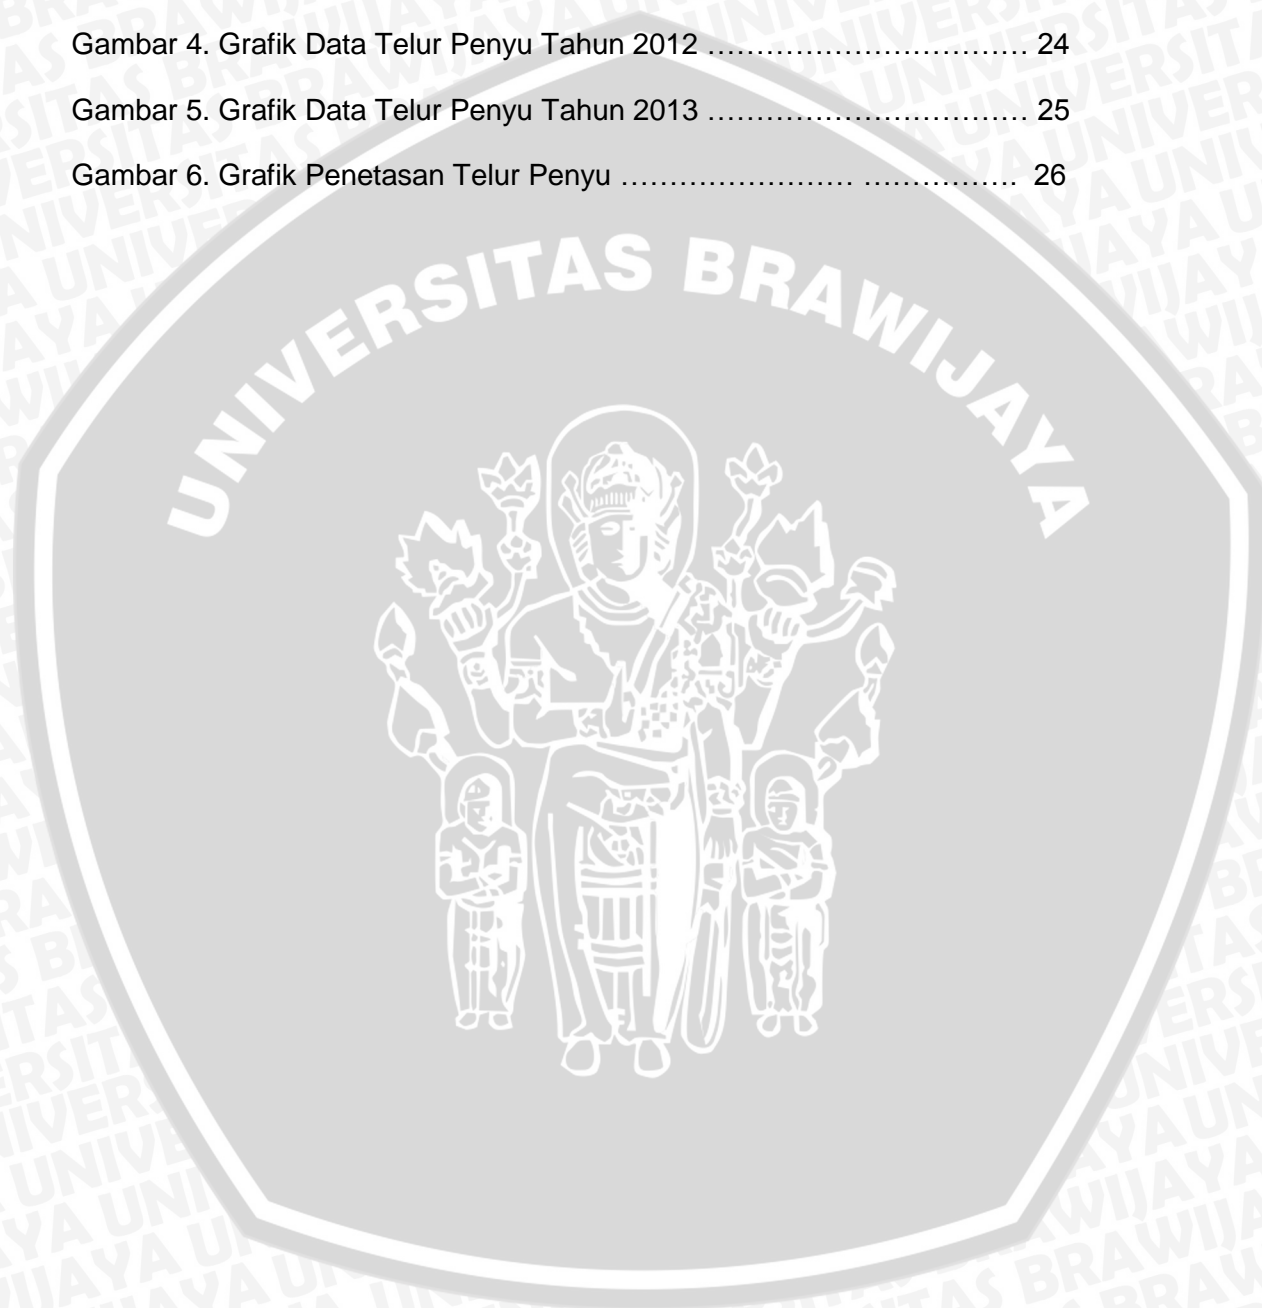 Gambar 4. Grafik Data Telur Penyu Tahun 2012 …………………………… 24
Gambar 5. Grafik Data Telur Penyu Tahun 2013 …………………………… 25
Gambar 6. Grafik Penetasan Telur Penyu …………………… ……………. 26
UNIVERSITAS BRAWIJAYA